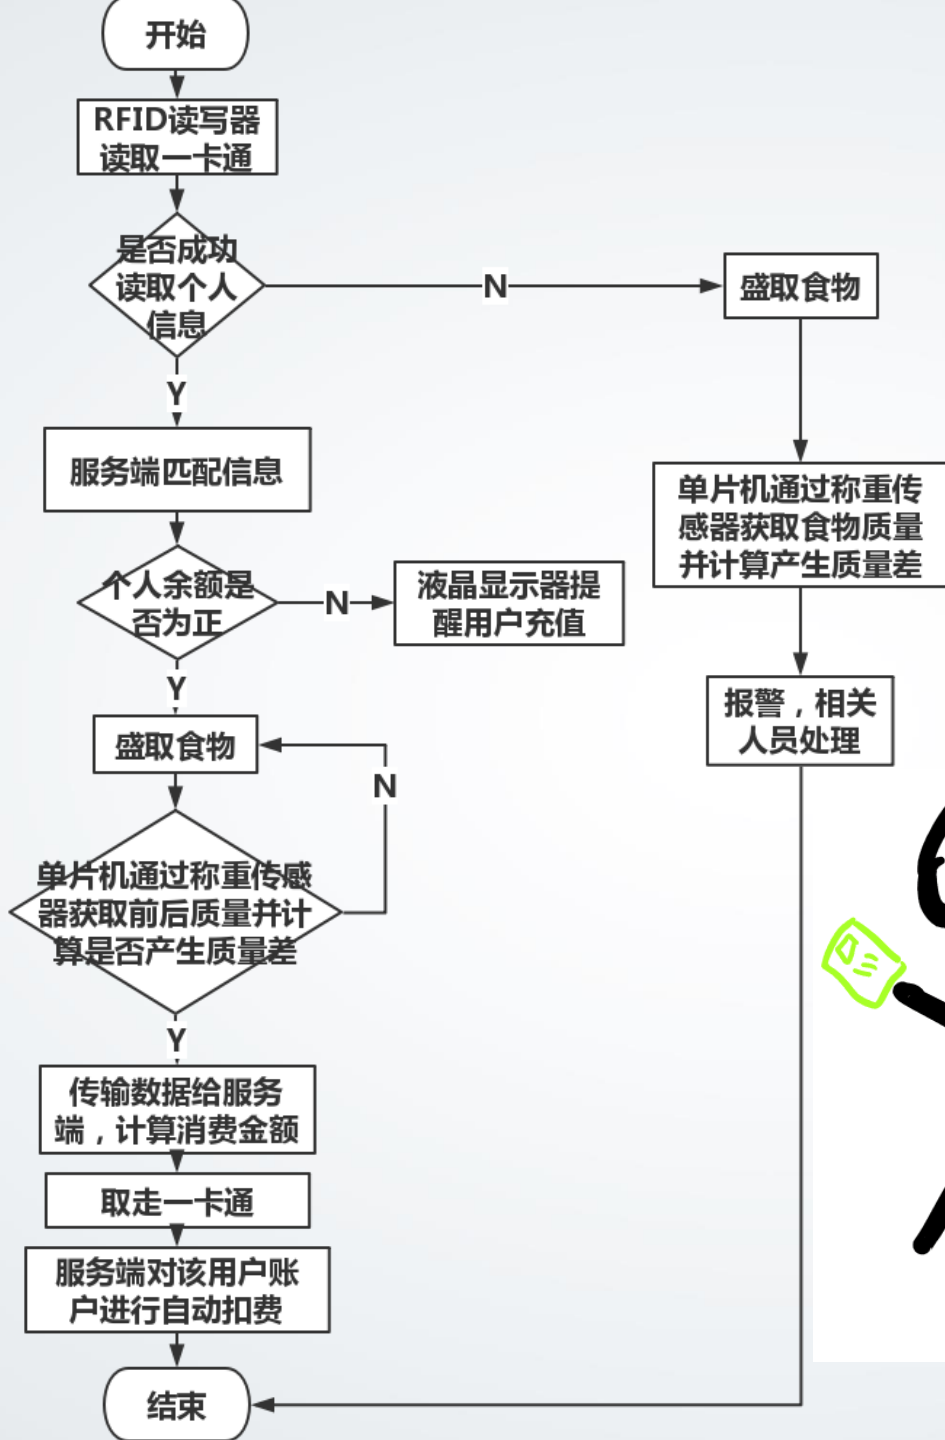 开始
RFID读写器
读取一卡通
是否成功
读取个人
信息
N
盛取食物
Y
服务端匹配信息
单片机通过称重传
感器获取食物质量
并计算产生质量差
个人余额是
否为正
N
液晶显示器提
醒用户充值
Y
报警，相关
人员处理
盛取食物
N
单片机通过称重传感
器获取前后质量并计
算是否产生质量差
Y
传输数据给服务
端，计算消费金额
取走一卡通
服务端对该用户账
户进行自动扣费
结束